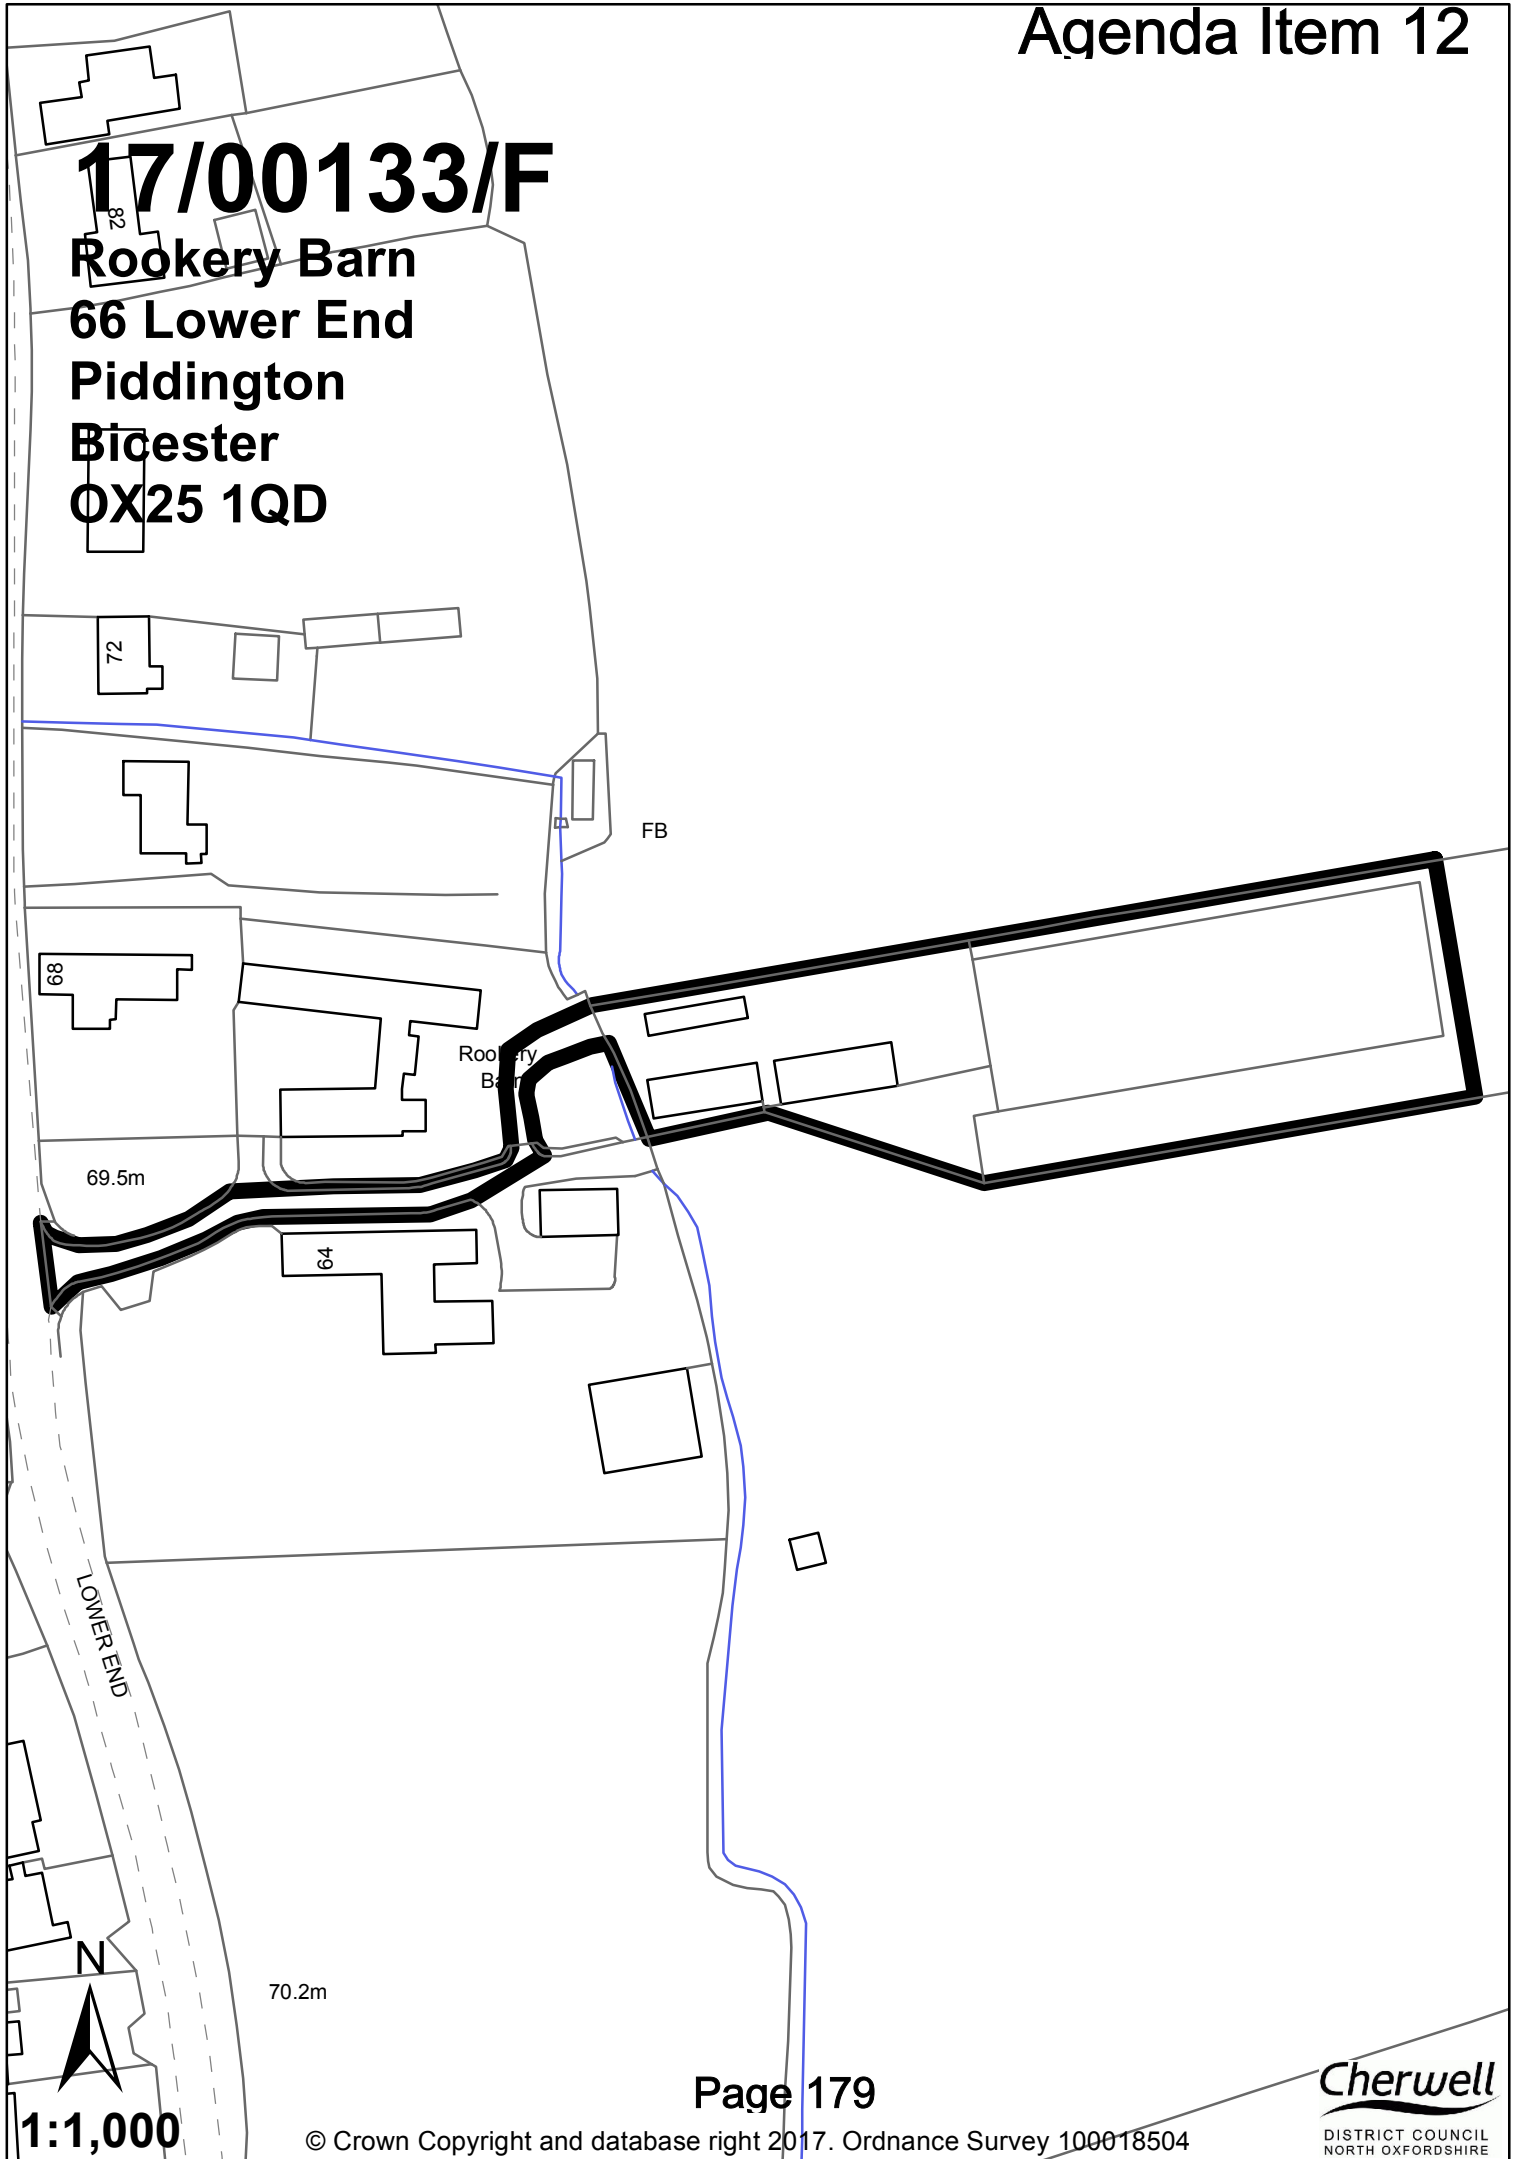 Agenda Item 12
17/00133/F
82
Rookery Barn
66 Lower End
Piddington
Bicester
OX25 1QD
72
FB
68
Rookery
Barn
69.5m
64
LOWER END
N
70.2m
1:1,000
Page 179
© Crown Copyright and database right 2017. Ordnance Survey 100018504
Cherwell
DISTRICT COUNCIL
NORTH OXFORDSHIRE